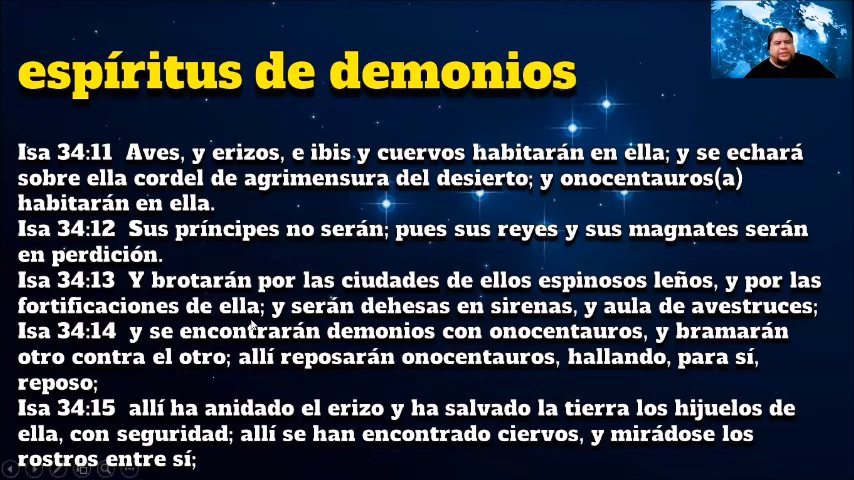 espíritus de demonios
Isa 34:11 Aves, y erizos, e ibis y cuervos habitarán en ella; y se echará
sobre ella cordel de agrimensura del desierto; y onocentauros(a)
habitarán en ella.
Isa 34:12 Sus príncipes no serán; pues sus reyes y sus magnates serán
en perdición.
Isa 34:13 Y brotarán por las ciudades de ellos espinosos leños, y por las
fortificaciones de ella; y serán dehesas en sirenas, y aula de avestruces;
Isa 34:14 y se encontrarán demonios con onocentauros, y bramarán
otro contra el otro; allí reposarán onocentauros, hallando, para sí,
reposo;
Isa 34:15 allí ha anidado el erizo y ha salvado la tierra los hijuelos de
ella, con seguridad; allí se han encontrado ciervos, y mirádose los
rostros entre sí;